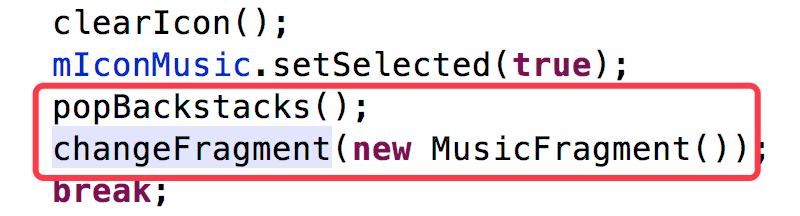 clearIcon();
mIconMusic.setSelected(true);
popBackstacks();
changeFragment(new MusicFragment());
break;